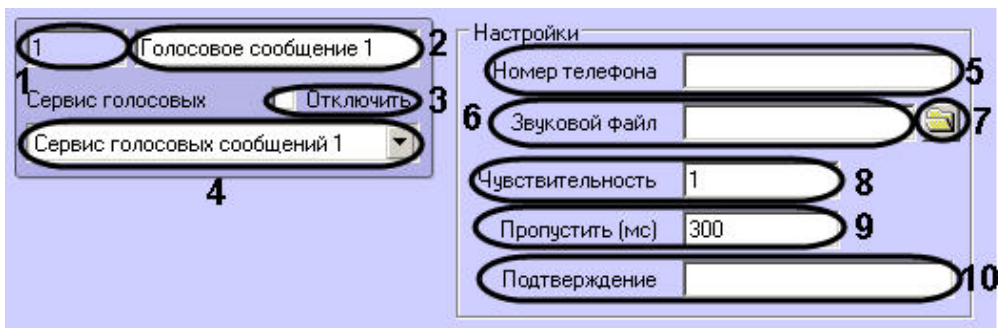 1 Голосовое сообщение 1 2
1
Сервис голосовых Отключить 3
Сервис голосовых сообщений 1
4
Настройки
Номер телефона 5
6 Звуковой файл 7
Чувствительность 1 8
Пропустить (мс) 300 9
Подтверждение 10